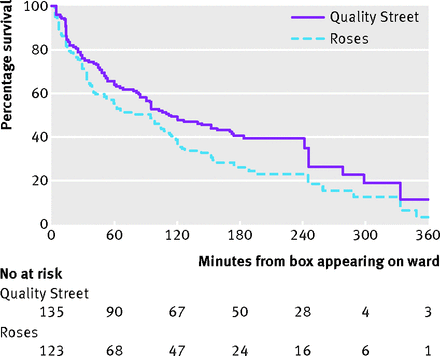 Percentage survival
100
80
60
40
20
0
Quality Street
Roses
0 60 120 180 240 300 360
Minutes from box appearing on ward
No at risk
Quality Street
135 90 67 50 28 4 3
Roses
123 68 47 24 16 6 1